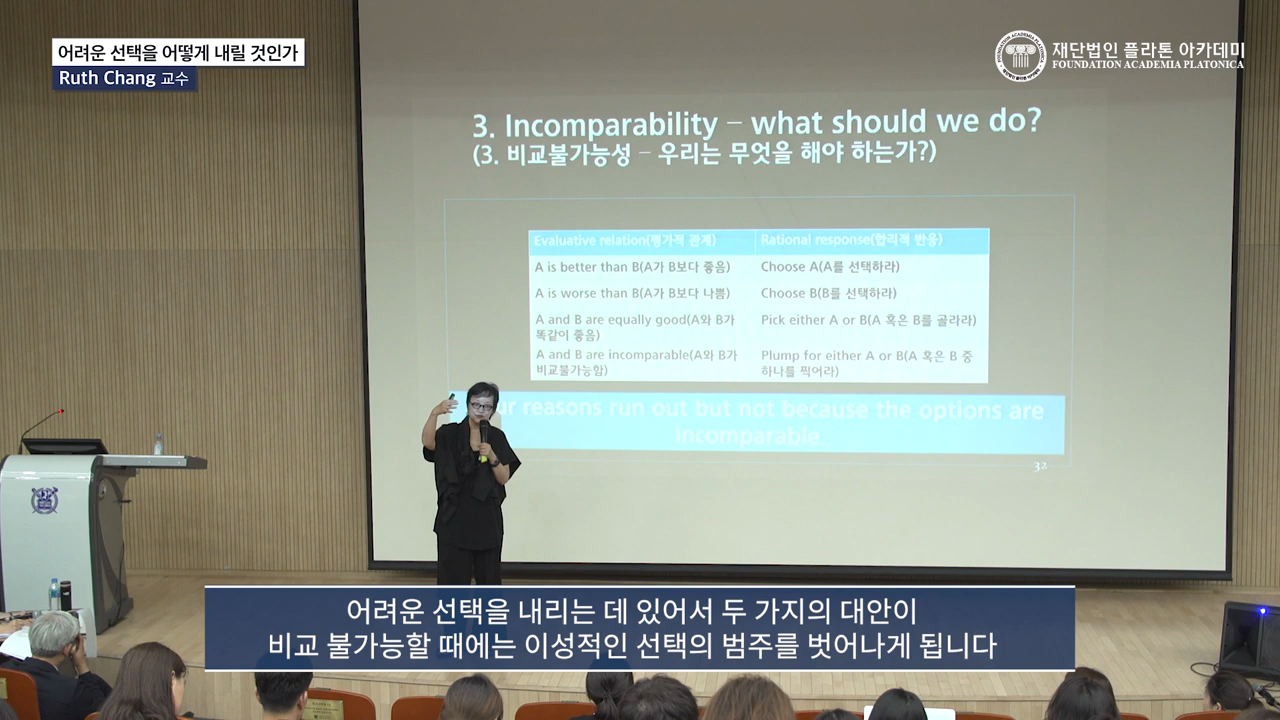 어려운 선택을 어떻게 내릴 것인가
Ruth Chang 교수
재단법인 플라톤 아카데미
FOUNDATION ACADEMIA PLATONICA
3. Incomparability – what should we do?
(3. 비교불가능성 – 우리는 무엇을 해야 하는가?)
Evaluative relation(평가적 관계) Rational response(합리적 반응)
A is better than B(A가 B보다 좋음) Choose A(A를 선택하라)
A is worse than B(A가 B보다 나쁨) Choose B(B를 선택하라)
A and B are equally good(A와 B가 Pick either A or B(A 혹은 B를 골라라)
똑같이 좋음)
A and B are incomparable(A와 B가 Plump for either A or B(A 혹은 B 중
비교불가능함) 하나를 찍어라)
reasons run out but not because the options are
incomparable.
32
어려운 선택을 내리는 데 있어서 두 가지의 대안이
비교 불가능할 때에는 이성적인 선택의 범주를 벗어나게 됩니다